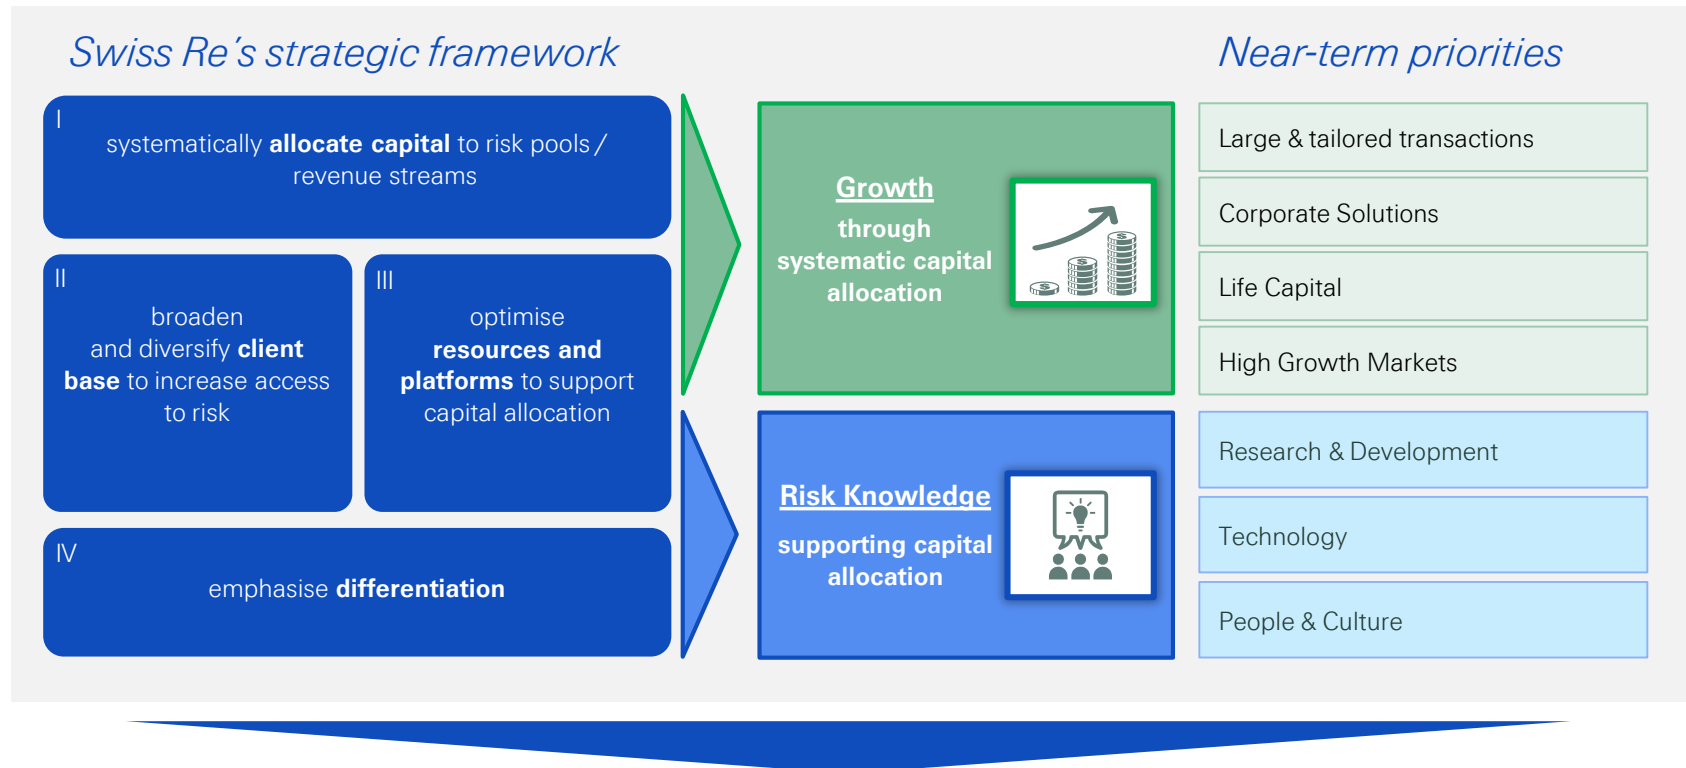 Swiss Re's strategic framework
Near-term priorities
I
systematically allocate capital to risk pools /
revenue streams
II
broaden
and diversify client
base to increase access
to risk
III
optimise
resources and
platforms to support
capital allocation
IV
emphasise differentiation
Growth
through
systematic capital
allocation
Risk Knowledge
supporting capital
allocation
Large & tailored transactions
Corporate Solutions
Life Capital
High Growth Markets
Research & Development
Technology
People & Culture